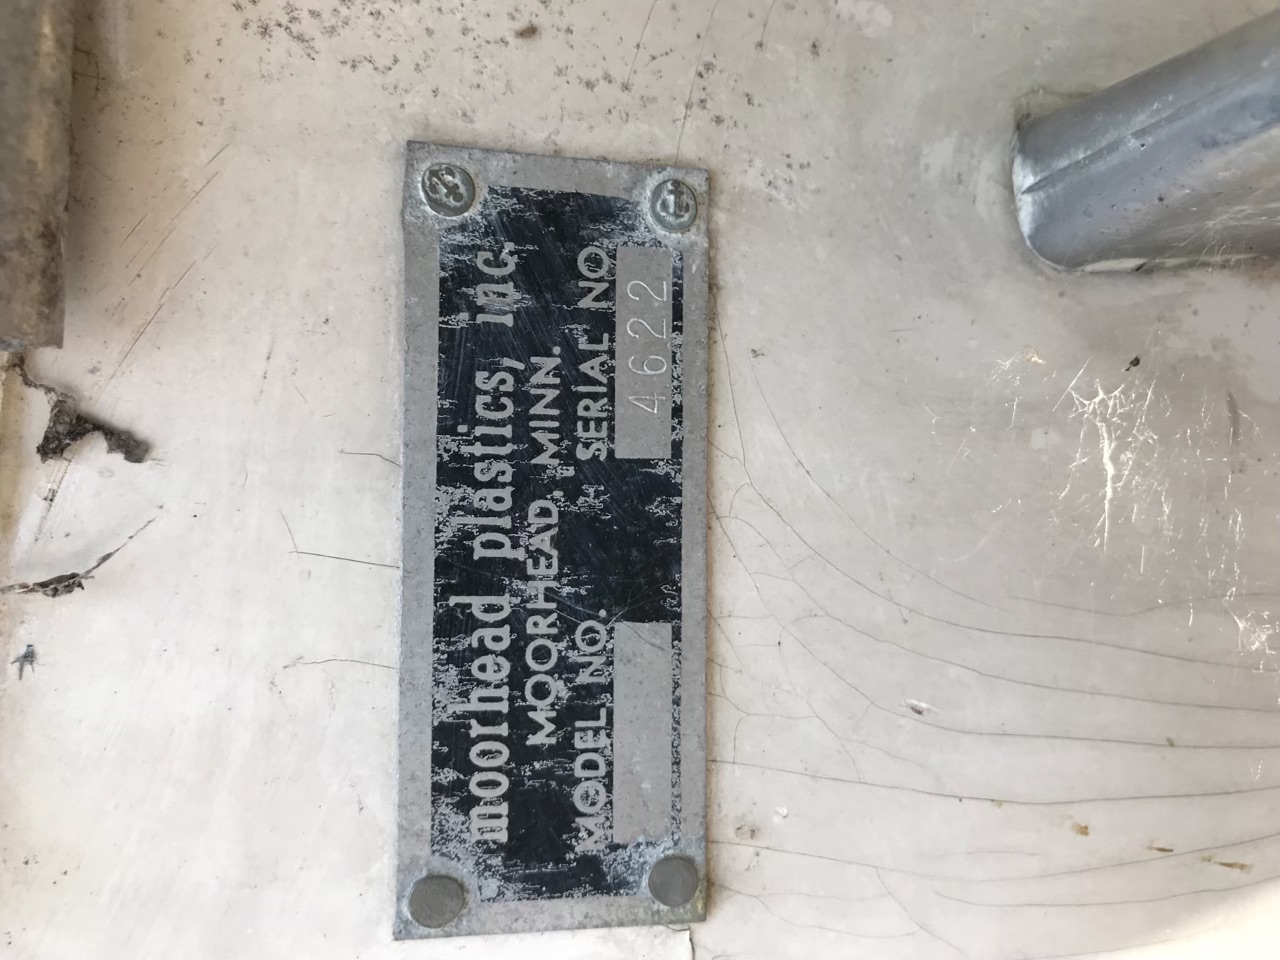 moorhead plastics, inc.
MOORHEAD, MINN.
MODEL NO. SERIAL NO
4622